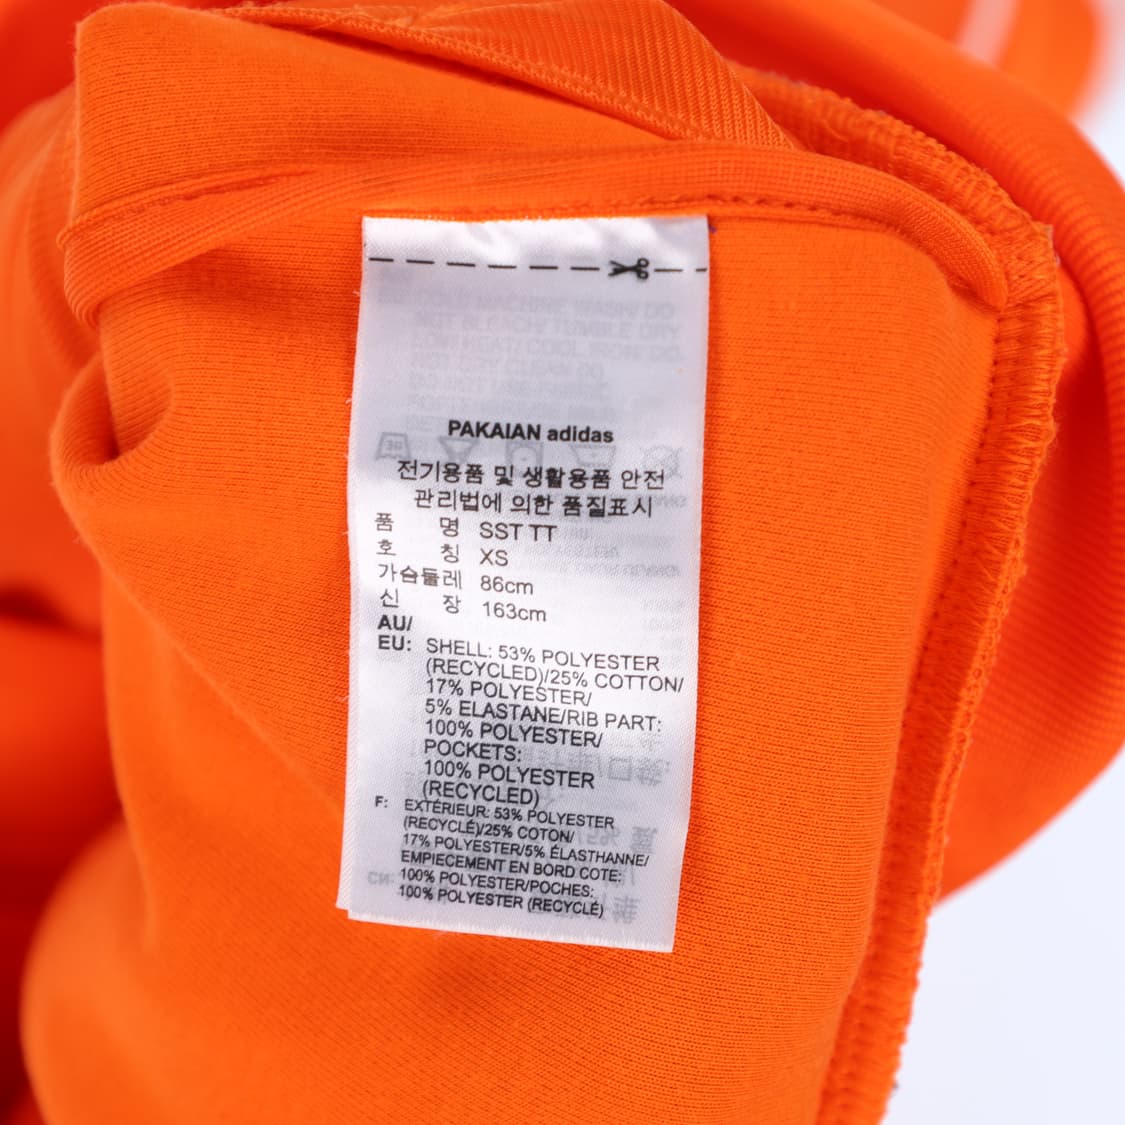 PAKAIAN adidas
전기용품 및 생활용품 안전
관리법에 의한 품질표시
품 명 SST TT
호 칭 XS
가슴둘레 86cm
신 장 163cm
AU/
EU: SHELL: 53% POLYESTER
(RECYCLED)/25% COTTON/
17% POLYESTER/
5% ELASTANE/RIB PART:
100% POLYESTER/
POCKETS:
100% POLYESTER
(RECYCLED)
F: EXTÉRIEUR: 53% POLYESTER
(RECYCLÉ)/25% COTON/
17% POLYESTER/5% ÉLASTHANNE/
EMPIECEMENT EN BORD COTE:
100% POLYESTER/POCHES:
100% POLYESTER (RECYCLÉ)